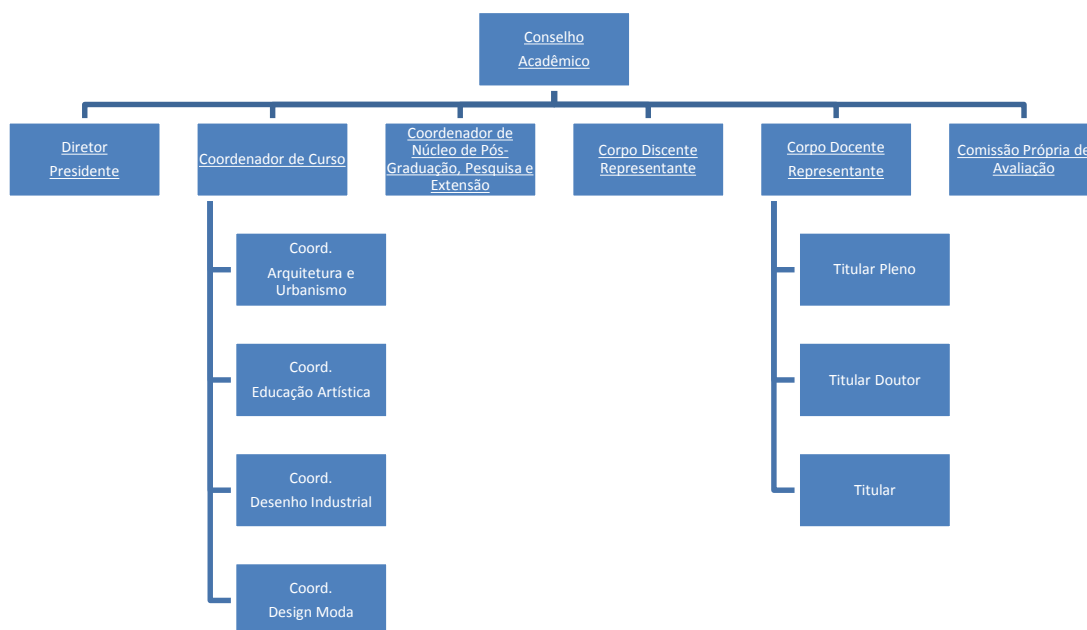 Conselho
Acadêmico
Diretor
Presidente
Coordenador de Curso
Coordenador de
Núcleo de Pós-
Graduação, Pesquisa e
Extensão
Corpo Discente
Representante
Corpo Docente
Representante
Comissão Própria de
Avaliação
Coord.
Arquitetura e
Urbanismo
Coord.
Educação Artística
Coord.
Desenho Industrial
Coord.
Design Moda
Titular Pleno
Titular Doutor
Titular